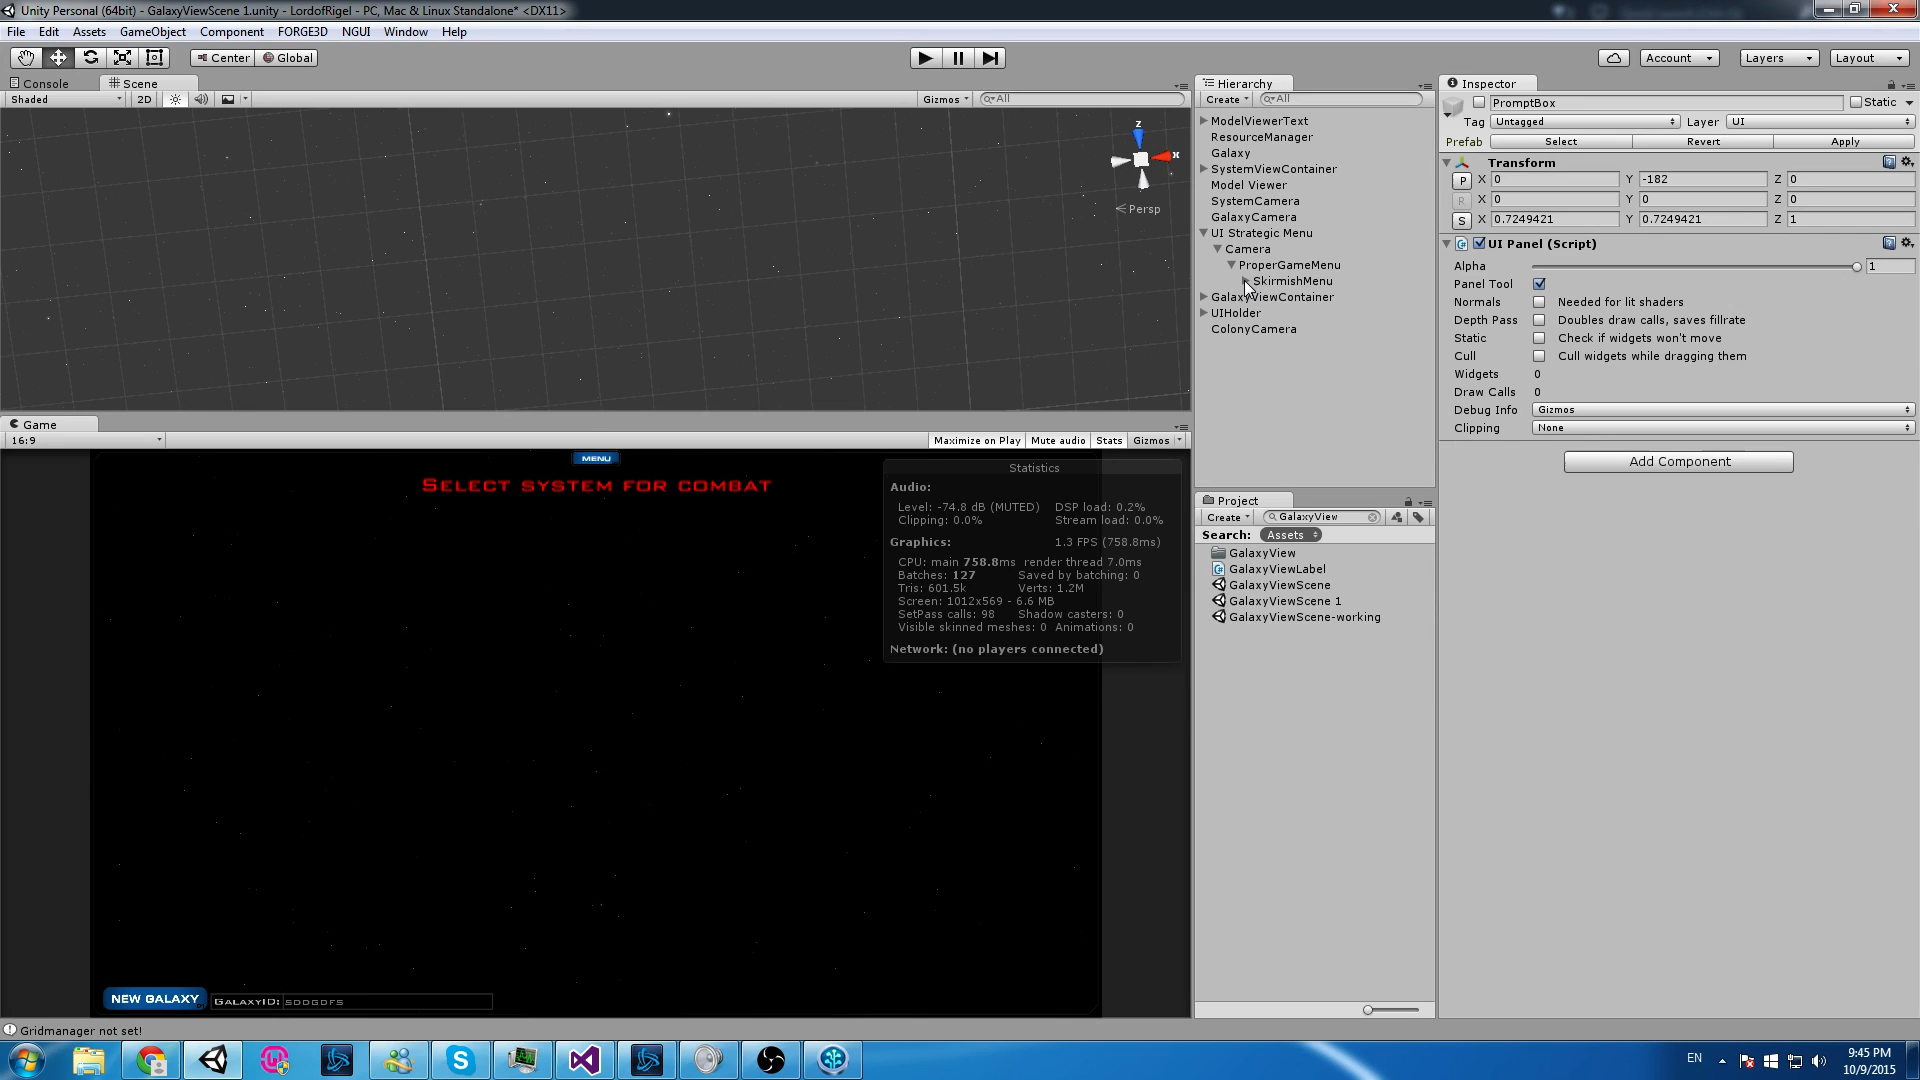 Unity Personal (64bit) - GalaxyViewScene 1.unity - LordofRigel - PC, Mac & Linux Standalone* <DX11>
File Edit Assets GameObject Component FORGE3D NGUI Window Help
Center Global Account Layers Layout
Console Scene
Shaded 2D Gizmos All
z
x
Persp
Game
16:9 Maximize on Play Mute audio Stats Gizmos
MENU
Select system for combat
Statistics
Audio:
Level: -74.8 dB (MUTED) DSP load: 0.2%
Clipping: 0.0% Stream load: 0.0%
Graphics: 1.3 FPS (758.8ms)
CPU: main 758.8ms render thread 7.0ms
Batches: 127 Saved by batching: 0
Tris: 601.5k Verts: 1.2M
Screen: 1012x569 - 6.6 MB
SetPass calls: 98 Shadow casters: 0
Visible skinned meshes: 0 Animations: 0
Network: (no players connected)
NEW GALAXY GalaxyID: SDDGDFS
Hierarchy
Create All
ModelViewerText
ResourceManager
Galaxy
SystemViewContainer
Model Viewer
SystemCamera
GalaxyCamera
UI Strategic Menu
Camera
ProperGameMenu
SkirmishMenu
GalaxyViewContainer
UIHolder
ColonyCamera
Project
Create GalaxyView
Search: Assets
GalaxyView
GalaxyViewLabel
GalaxyViewScene
GalaxyViewScene 1
GalaxyViewScene-working
Inspector
PromptBox Static
Tag Untagged Layer UI
Prefab Select Revert Apply
Transform
P X 0 Y -182 Z 0
R X 0 Y 0 Z 0
S X 0.7249421 Y 0.7249421 Z 1
UI Panel (Script)
Alpha 1
Panel Tool
Normals Needed for lit shaders
Depth Pass Doubles draw calls, saves fillrate
Static Check if widgets won't move
Cull Cull widgets while dragging them
Widgets 0
Draw Calls 0
Debug Info Gizmos
Clipping None
Add Component
Gridmanager not set!
EN
9:45 PM
10/9/2015